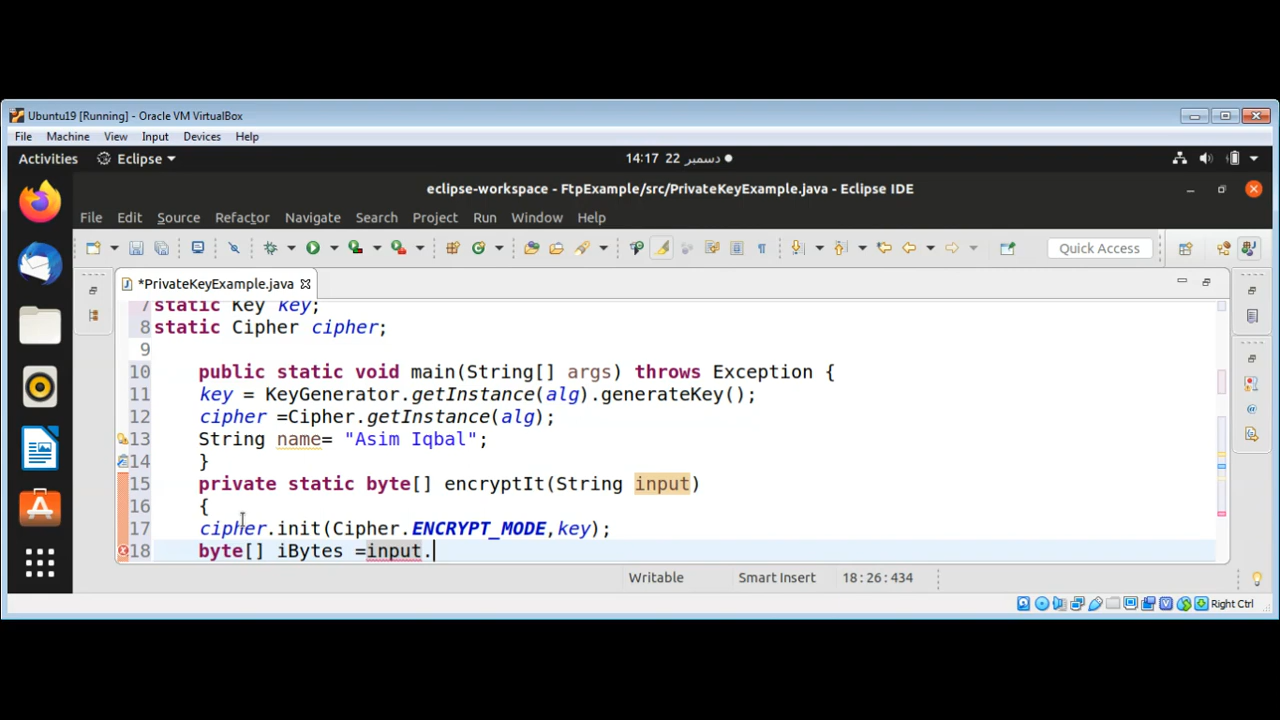 Ubuntu19 [Running] - Oracle VM VirtualBox
File Machine View Input Devices Help
Activities Eclipse 14:17 22 دسمبر
eclipse-workspace - FtpExample/src/PrivateKeyExample.java - Eclipse IDE
File Edit Source Refactor Navigate Search Project Run Window Help
Quick Access
*PrivateKeyExample.java
7 static Key key;
8 static Cipher cipher;
9
10 public static void main(String[] args) throws Exception {
11 key = KeyGenerator.getInstance(alg).generateKey();
12 cipher =Cipher.getInstance(alg);
13 String name= "Asim Iqbal";
14 }
15 private static byte[] encryptIt(String input)
16 {
17 cipher.init(Cipher.ENCRYPT_MODE,key);
18 byte[] iBytes =input.
Writable Smart Insert 18:26:434
Right Ctrl